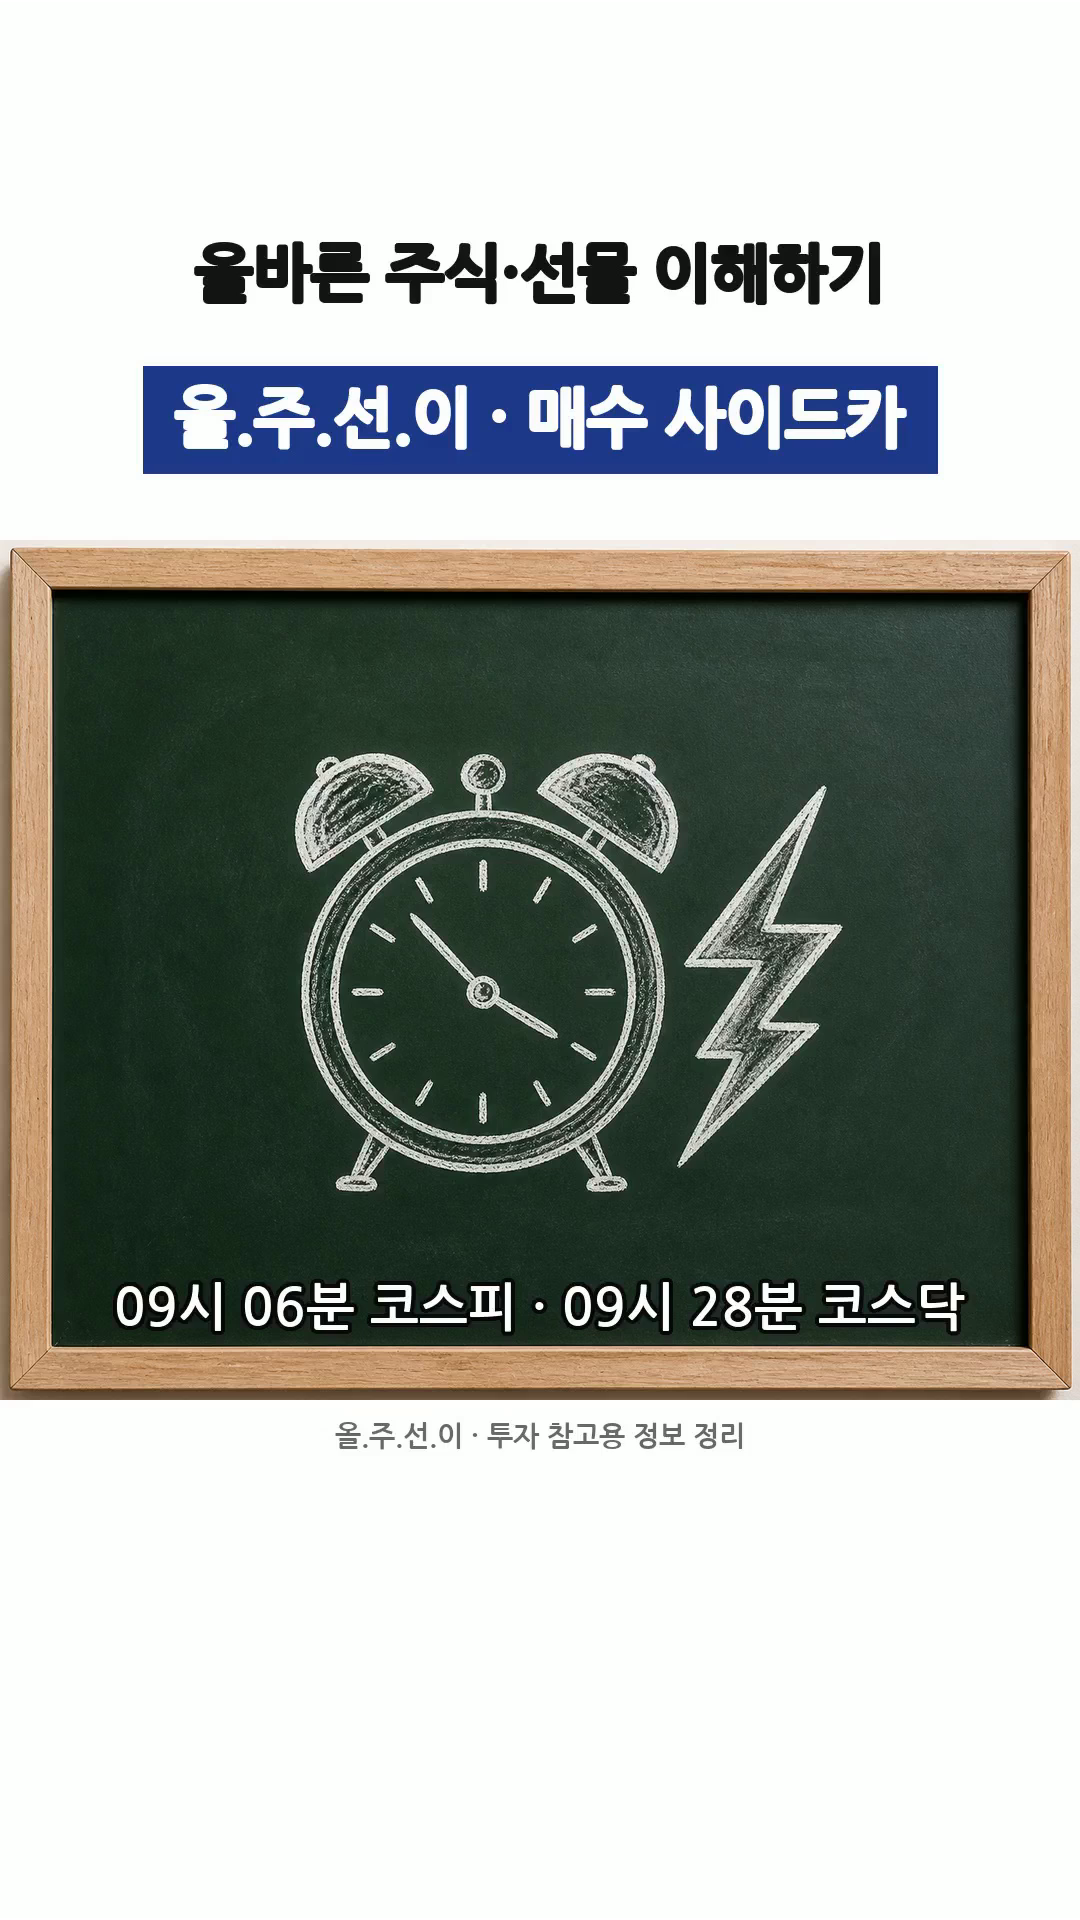 올바른 주식·선물 이해하기
올.주.선.이 · 매수 사이드카
09시 06분 코스피 · 09시 28분 코스닥
올.주.선.이 · 투자 참고용 정보 정리